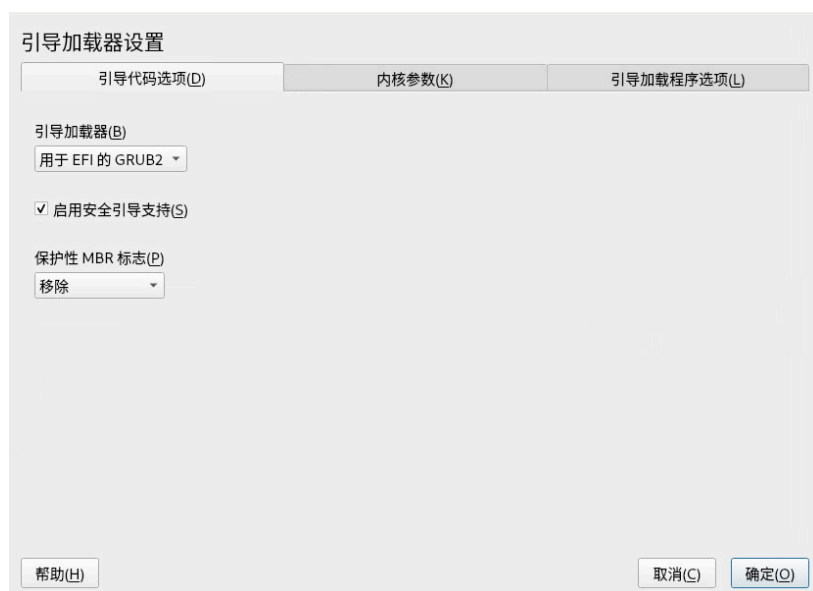 引导加载器设置
引导代码选项(D) 内核参数(K) 引导加载程序选项(L)
引导加载器(B)
用于 EFI 的 GRUB2
启用安全引导支持(S)
保护性 MBR 标志(P)
移除
帮助(H) 取消(C) 确定(O)